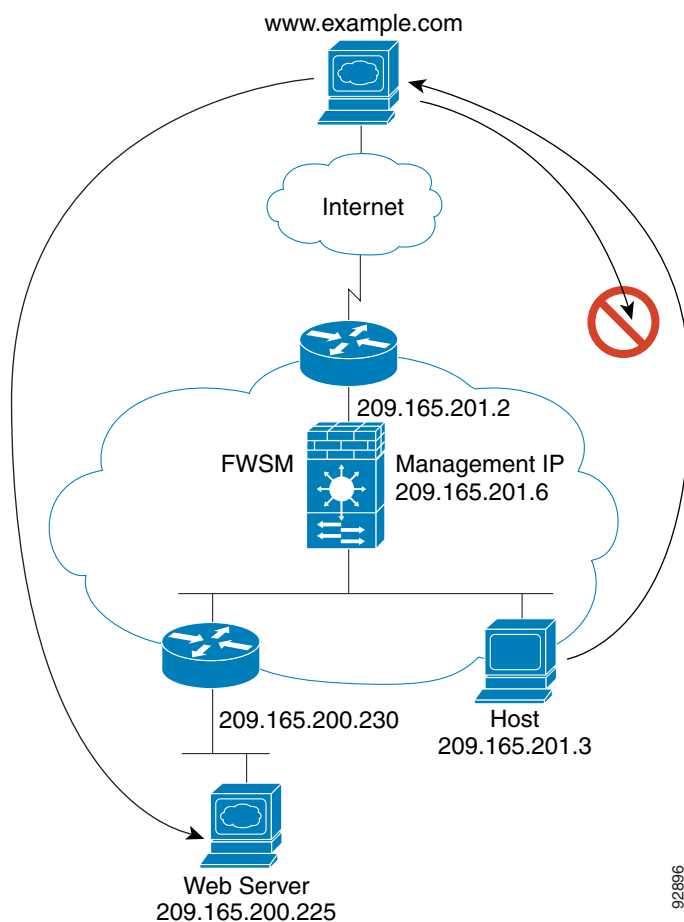 www.example.com
Internet
209.165.201.2
FWSM
Management IP
209.165.201.6
209.165.200.230
Host
209.165.201.3
Web Server
209.165.200.225
92896